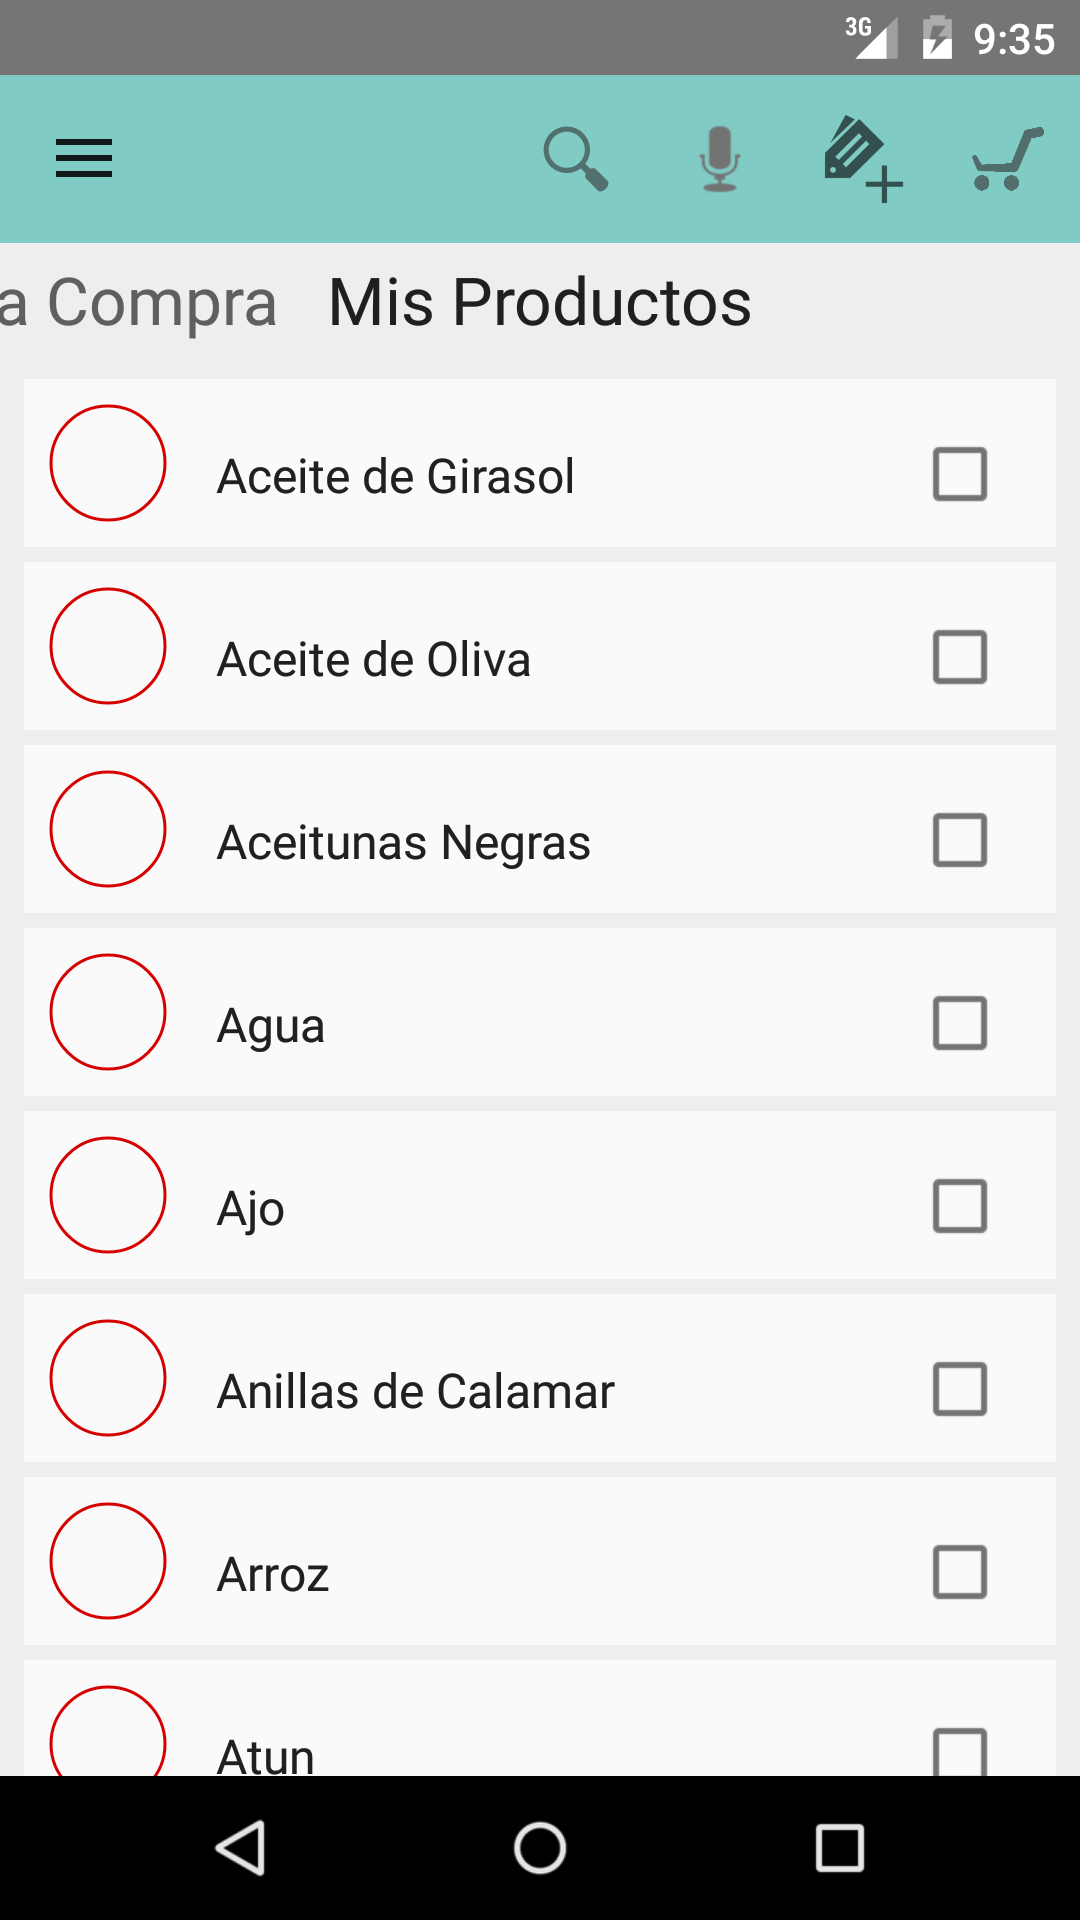 3G 9:35
a Compra Mis Productos
Aceite de Girasol
Aceite de Oliva
Aceitunas Negras
Agua
Ajo
Anillas de Calamar
Arroz
Atun